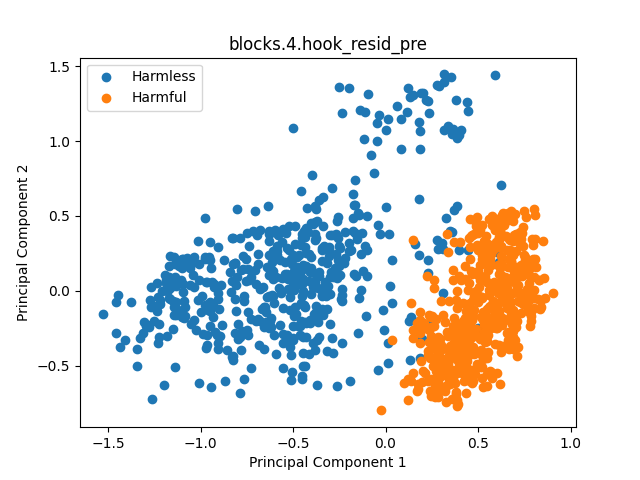 blocks.4.hook_resid_pre
Harmless
Harmful
1.5
1.0
0.5
0.0
−0.5
Principal Component 2
−1.5
−1.0
−0.5
0.0
0.5
1.0
Principal Component 1